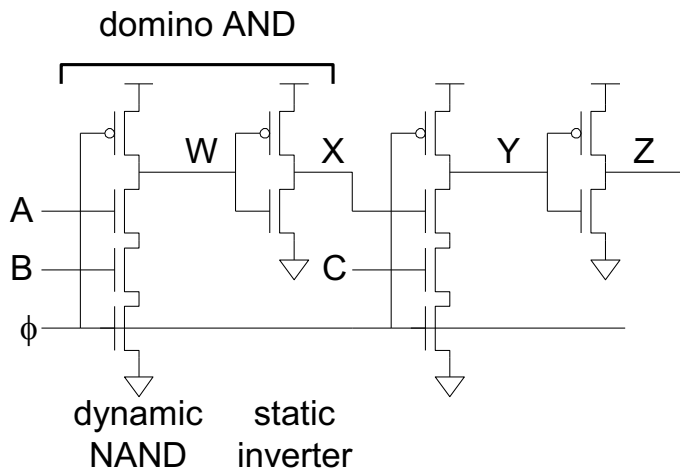 domino AND
W
X
Y
Z
A
B
C
ϕ
dynamic
NAND
static
inverter